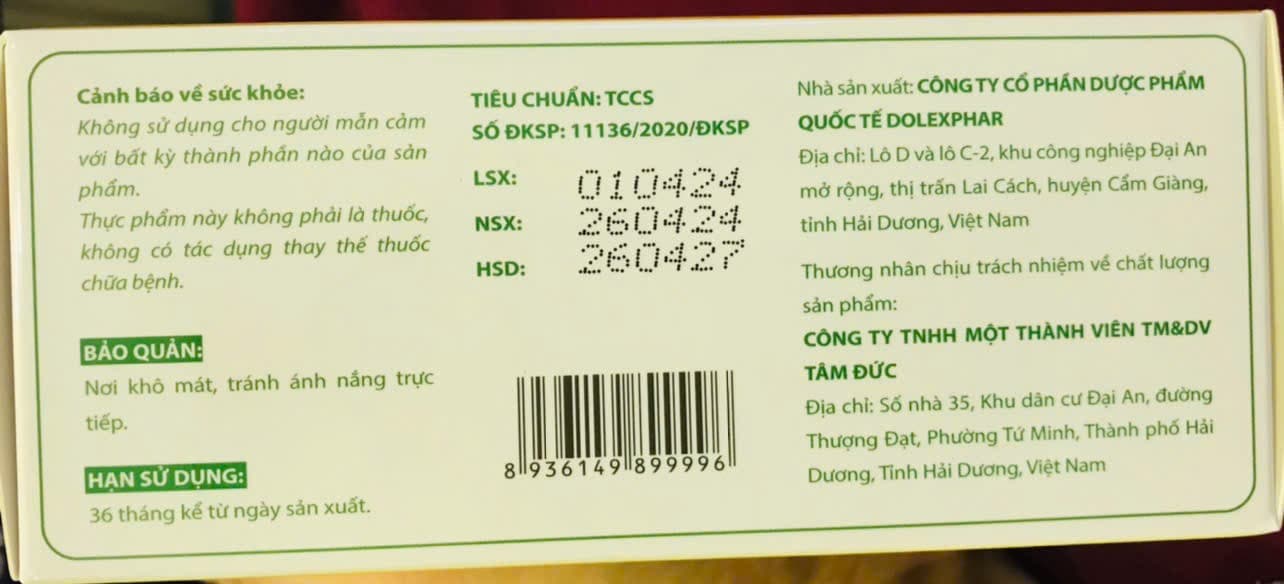 Cảnh báo về sức khỏe:
Không sử dụng cho người mẫn cảm
với bất kỳ thành phần nào của sản
phẩm.
Thực phẩm này không phải là thuốc,
không có tác dụng thay thế thuốc
chữa bệnh.
BẢO QUẢN:
Nơi khô mát, tránh ánh nắng trực
tiếp.
HẠN SỬ DỤNG:
36 tháng kể từ ngày sản xuất.
TIÊU CHUẨN: TCCS
SỐ ĐKSP: 11136/2020/ĐKSP
LSX: 010424
NSX: 260424
HSD: 260427
8 936149 899996
Nhà sản xuất: CÔNG TY CỔ PHẦN DƯỢC PHẨM
QUỐC TẾ DOLEXPHAR
Địa chỉ: Lô D và lô C-2, khu công nghiệp Đại An
mở rộng, thị trấn Lai Cách, huyện Cẩm Giàng,
tỉnh Hải Dương, Việt Nam
Thương nhân chịu trách nhiệm về chất lượng
sản phẩm:
CÔNG TY TNHH MỘT THÀNH VIÊN TM&DV
TÂM ĐỨC
Địa chỉ: Số nhà 35, Khu dân cư Đại An, đường
Thượng Đạt, Phường Tứ Minh, Thành phố Hải
Dương, Tỉnh Hải Dương, Việt Nam